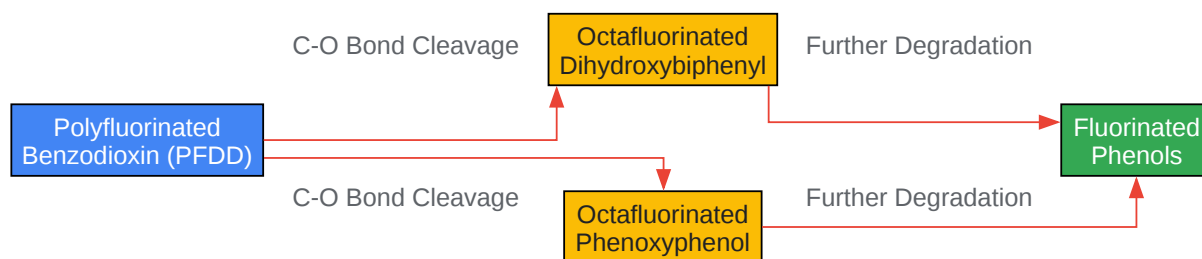 C-O Bond Cleavage
Octafluorinated
Dihydroxybiphenyl
Further Degradation
Polyfluorinated
Benzodioxin (PFDD)
Fluorinated
Phenols
C-O Bond Cleavage
Octafluorinated
Phenoxyphenol
Further Degradation